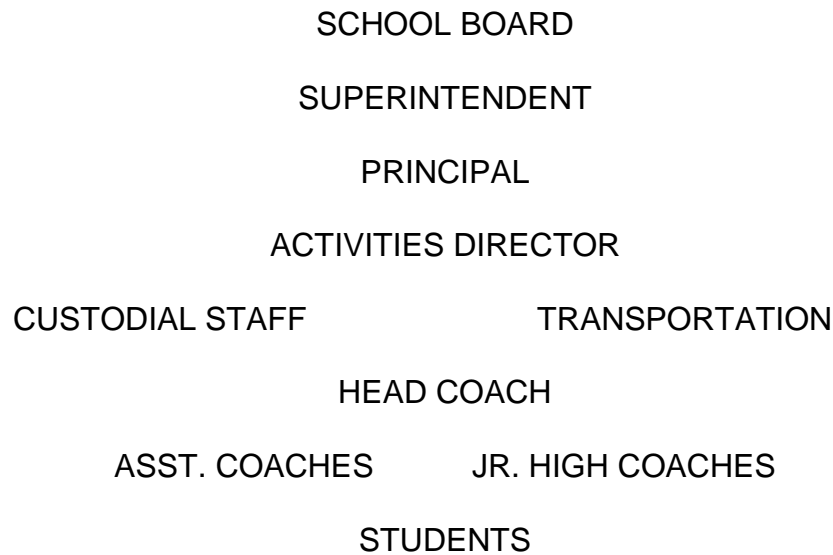 SCHOOL BOARD
SUPERINTENDENT
PRINCIPAL
ACTIVITIES DIRECTOR
CUSTODIAL STAFF TRANSPORTATION
HEAD COACH
ASST. COACHES JR. HIGH COACHES
STUDENTS